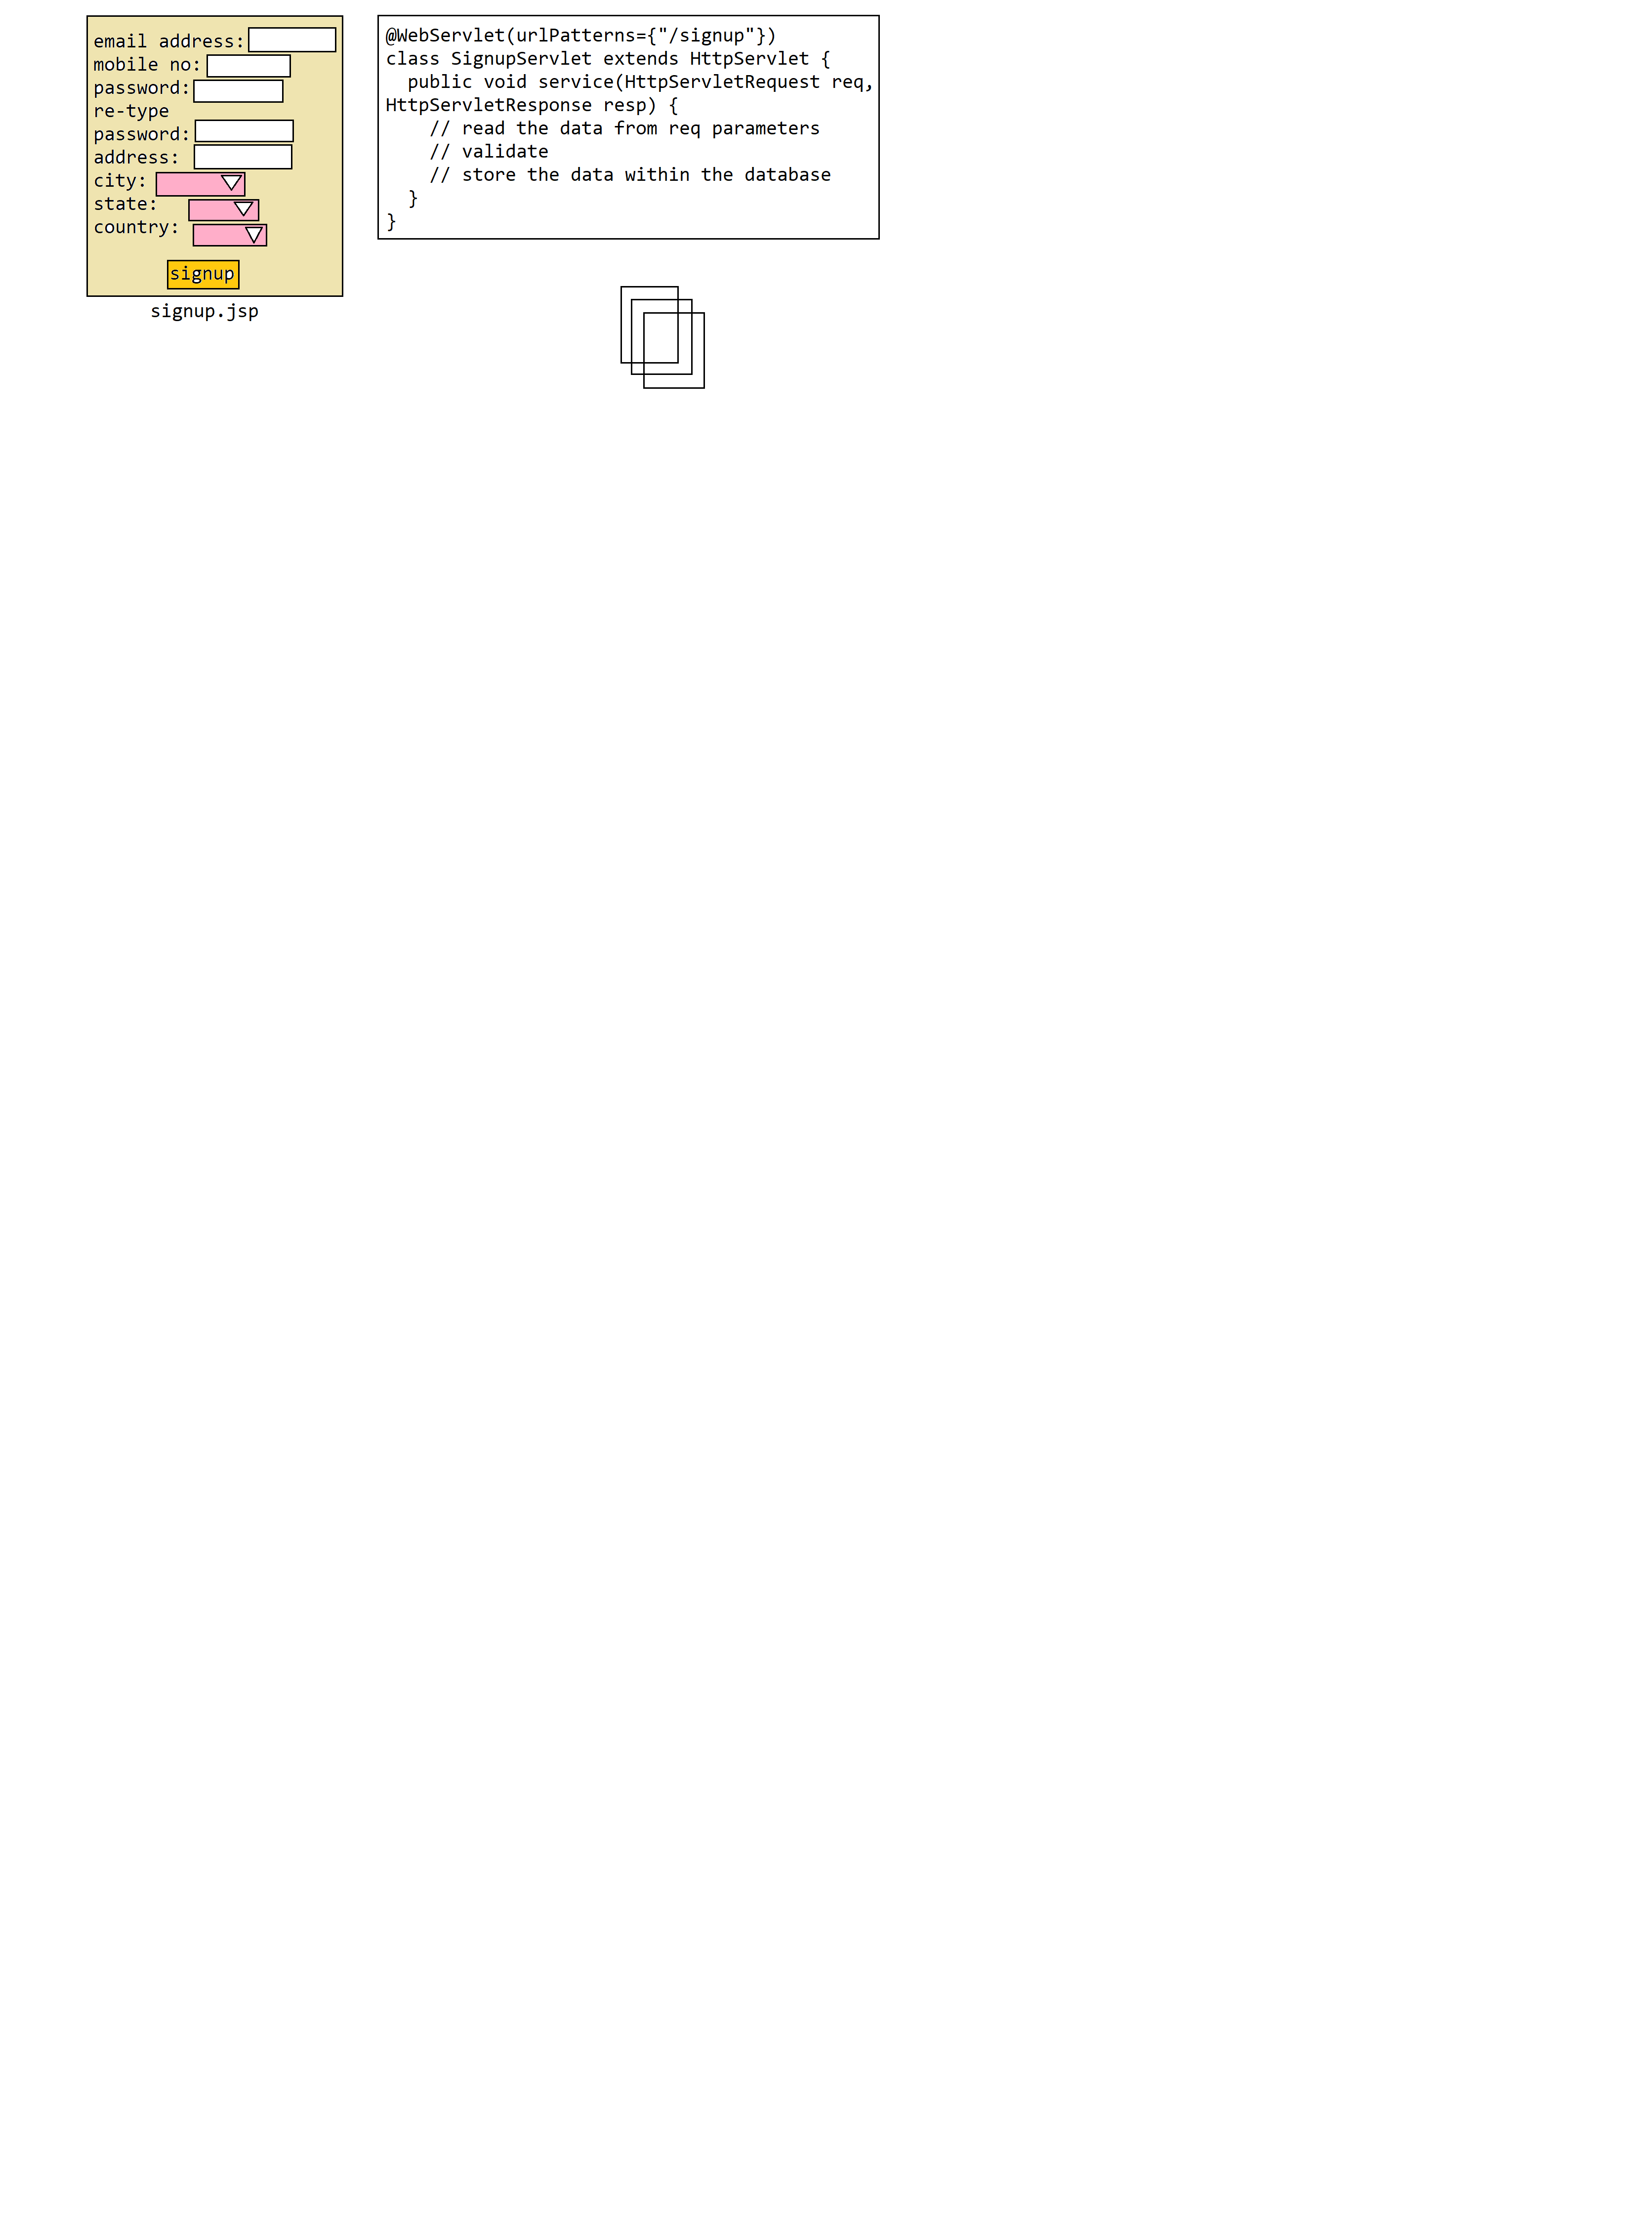 email address:
mobile no:
password:
re-type
password:
address:
city:
state:
country:
signup
signup.jsp
@WebServlet(urlPatterns={"/signup"})
class SignupServlet extends HttpServlet {
  public void service(HttpServletRequest req,
HttpServletResponse resp) {
    // read the data from req parameters
    // validate
    // store the data within the database
  }
}